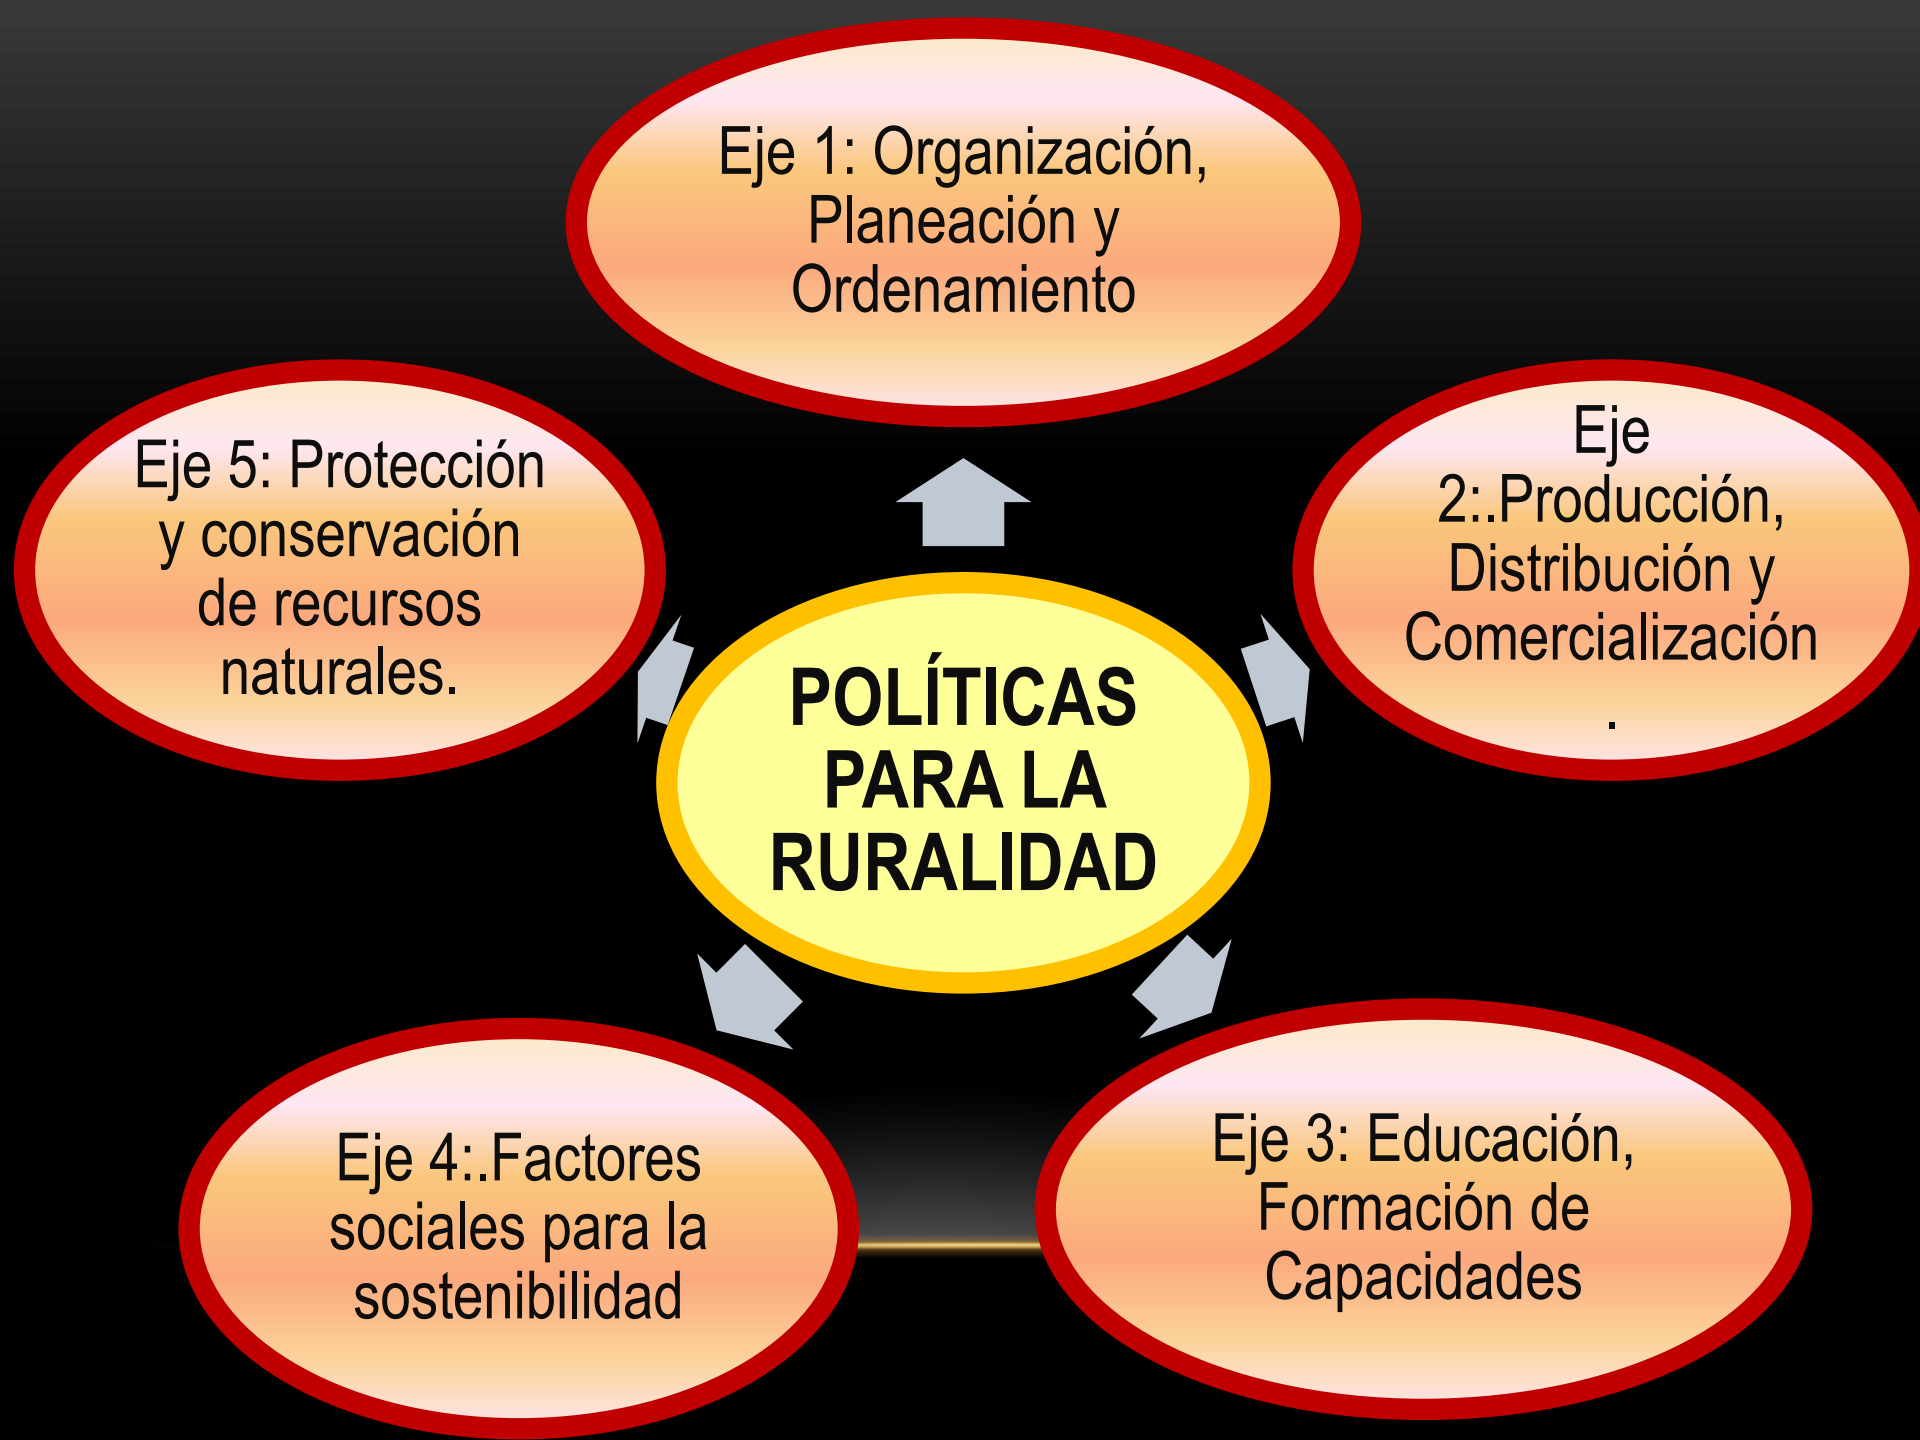 Eje 1: Organización,
Planeación y
Ordenamiento
Eje
2:.Producción,
Distribución y
Comercialización
.
Eje 5: Protección
y conservación
de recursos
naturales.
POLÍTICAS
PARA LA
RURALIDAD
Eje 4:.Factores
sociales para la
sostenibilidad
Eje 3: Educación,
Formación de
Capacidades